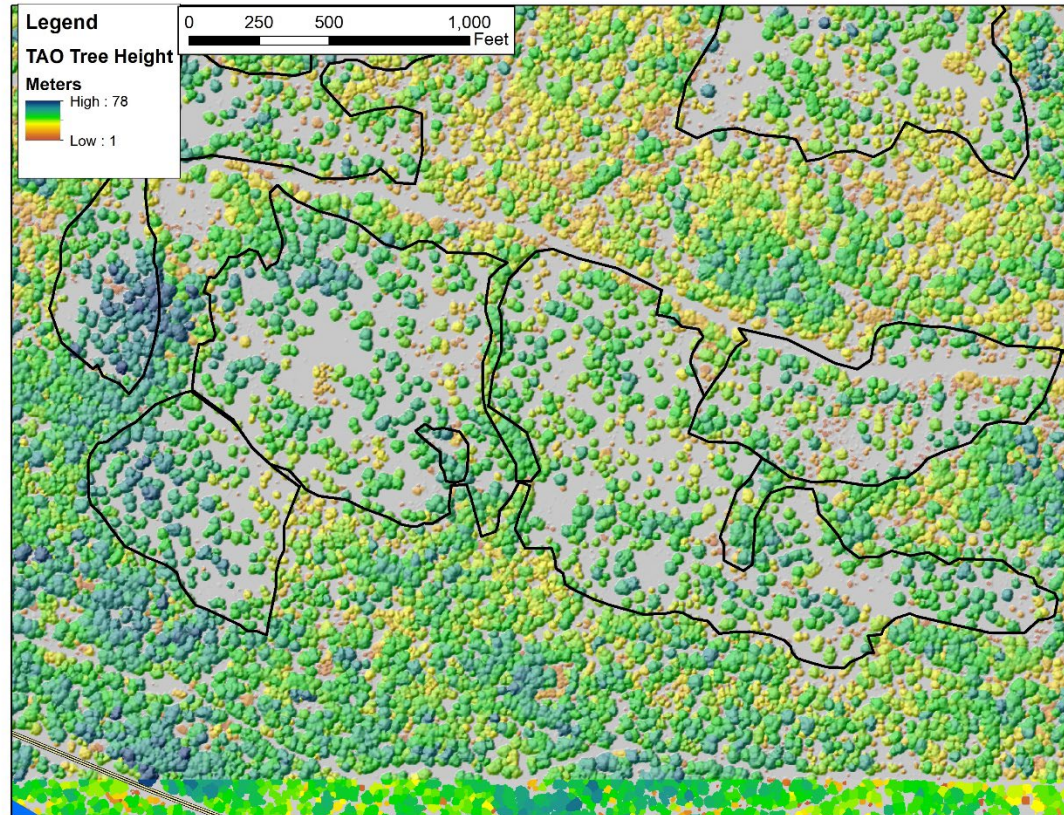 Legend
TAO Tree Height
Meters
High : 78
Low : 1
0 250 500 1,000
Feet